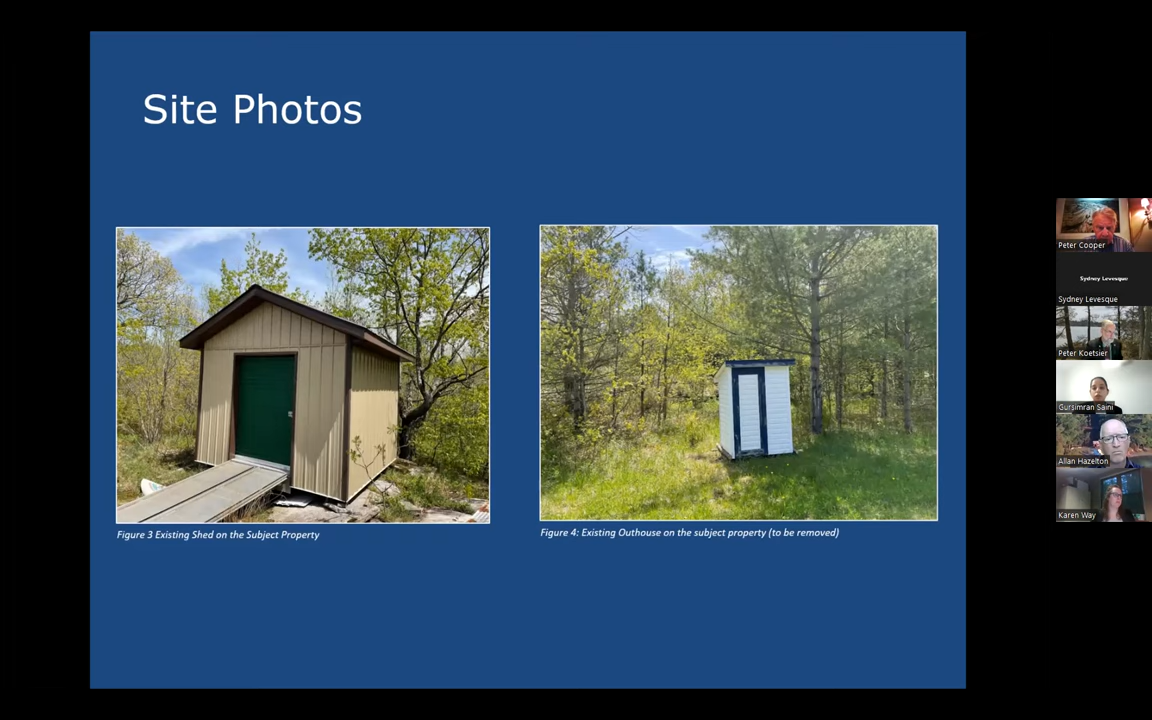 Site Photos
Figure 3 Existing Shed on the Subject Property
Figure 4: Existing Outhouse on the subject property (to be removed)
Peter Cooper
Sydney Levesque
Sydney Levesque
Peter Koetsier
Gursimran Saini
Allan Hazelton
Karen Way